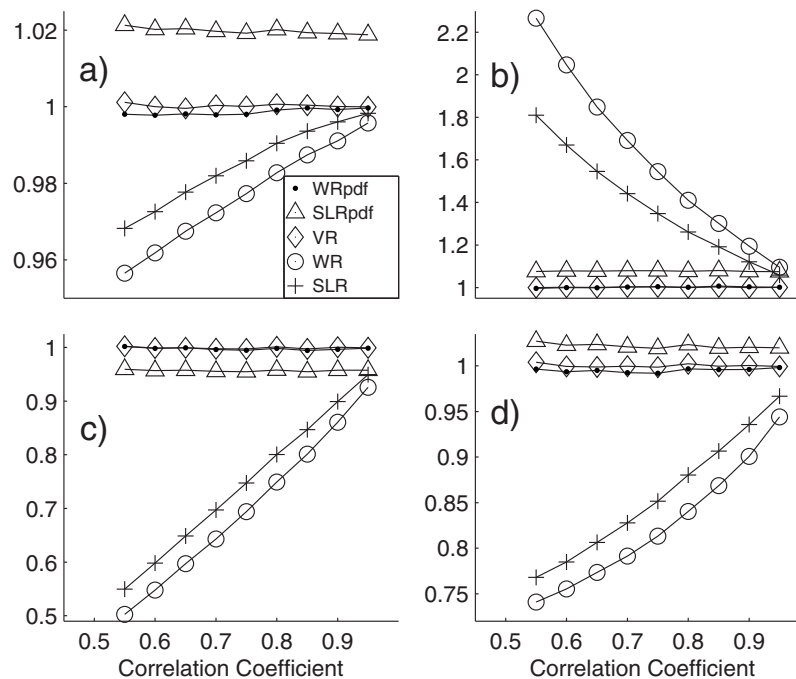 1.02
1
0.98
0.96
a)
WRpdf
SLRpdf
VR
WR
SLR
2.2
2
1.8
1.6
1.4
1.2
1
b)
1
0.9
0.8
0.7
0.6
0.5
c)
0.5 0.6 0.7 0.8 0.9
Correlation Coefficient
1
0.95
0.9
0.85
0.8
0.75
d)
0.5 0.6 0.7 0.8 0.9
Correlation Coefficient